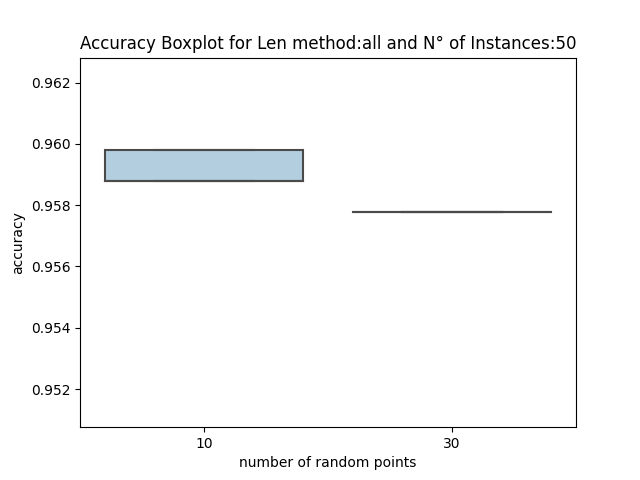 Accuracy Boxplot for Len method:all and N° of Instances:50
0.962
0.960
0.958
0.956
0.954
0.952
accuracy
10 30
number of random points